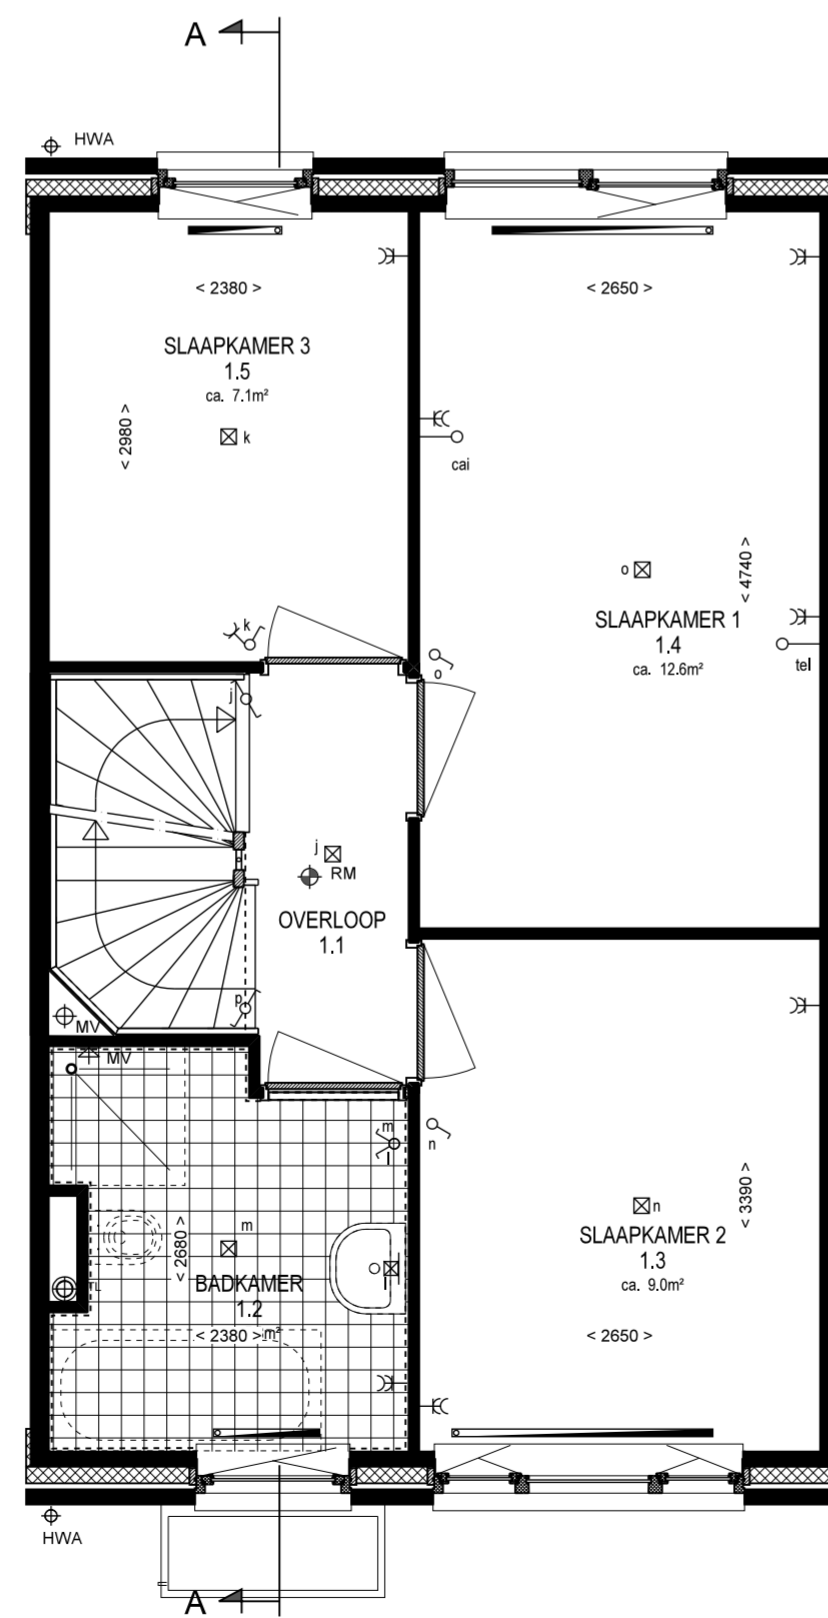 A
HWA
< 2380 >
< 2650 >
SLAAPKAMER 3
1.5
ca. 7.1m²
< 2980 >
k
cai
o
< 4740 >
SLAAPKAMER 1
1.4
ca. 12.6m²
tel
k
o
j
j
RM
OVERLOOP
1.1
p
MV
MV
m
l
n
n
< 3390 >
SLAAPKAMER 2
1.3
ca. 9.0m²
m
< 2680 >
BADKAMER
1.2
< 2380 > m²
l
< 2650 >
HWA
A